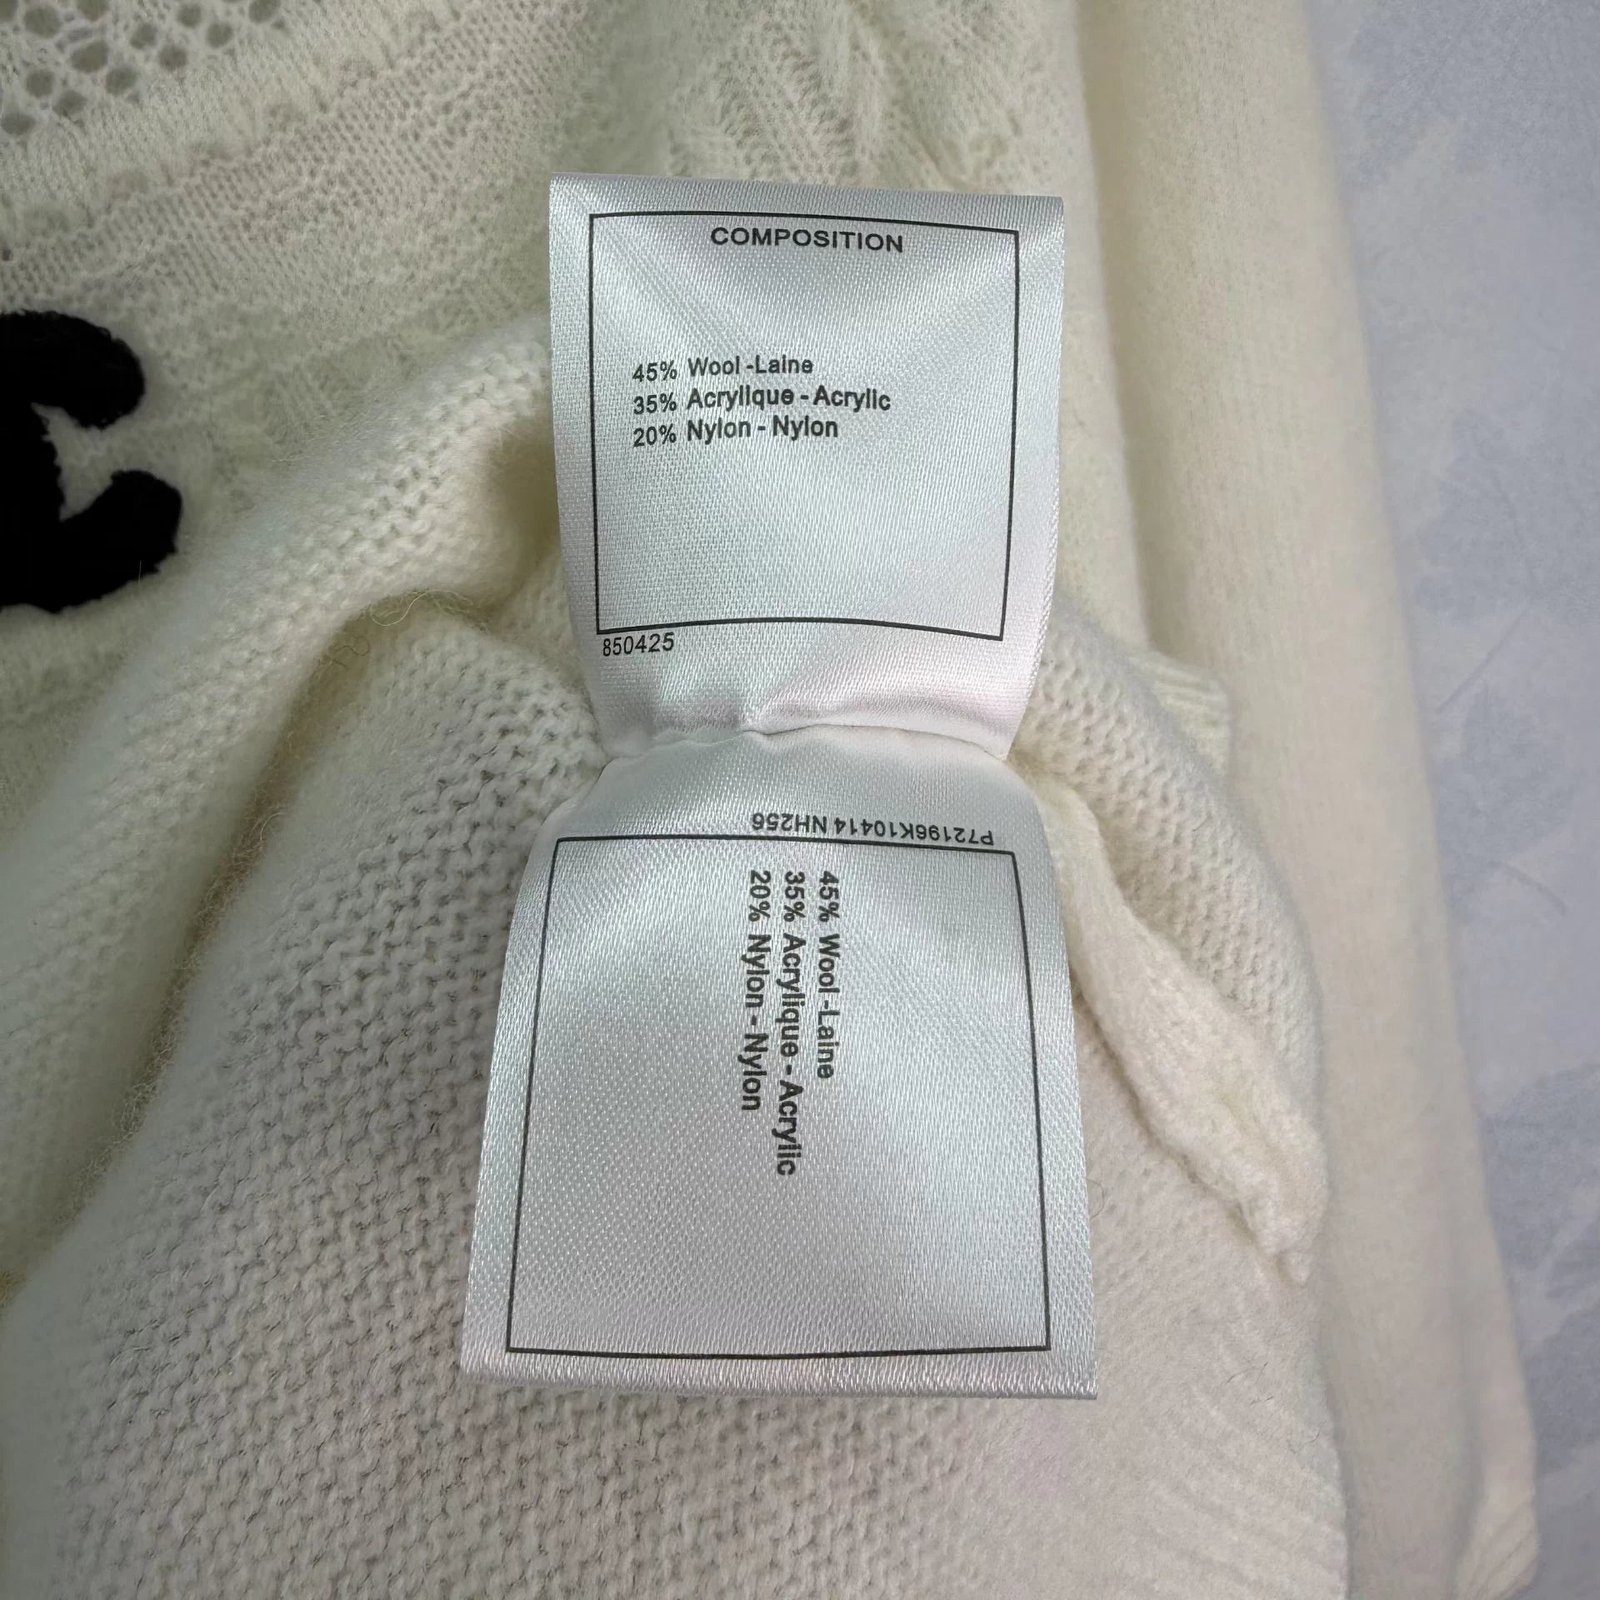 COMPOSITION
45% Wool -Laine
35% Acrylique - Acrylic
20% Nylon - Nylon
850425
P72196K10414 NH256
45% Wool -Laine
35% Acrylique - Acrylic
20% Nylon - Nylon